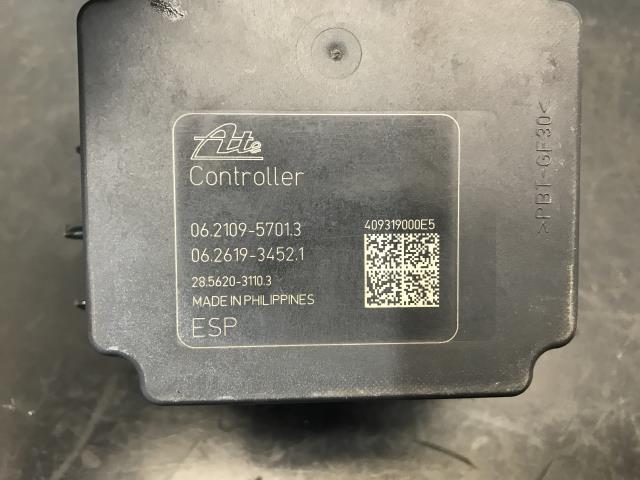 Ate
Controller
06.2109-5701.3
06.2619-3452.1
28.5620-3110.3
MADE IN PHILIPPINES
ESP
409319000E5
>PBT-GF30<